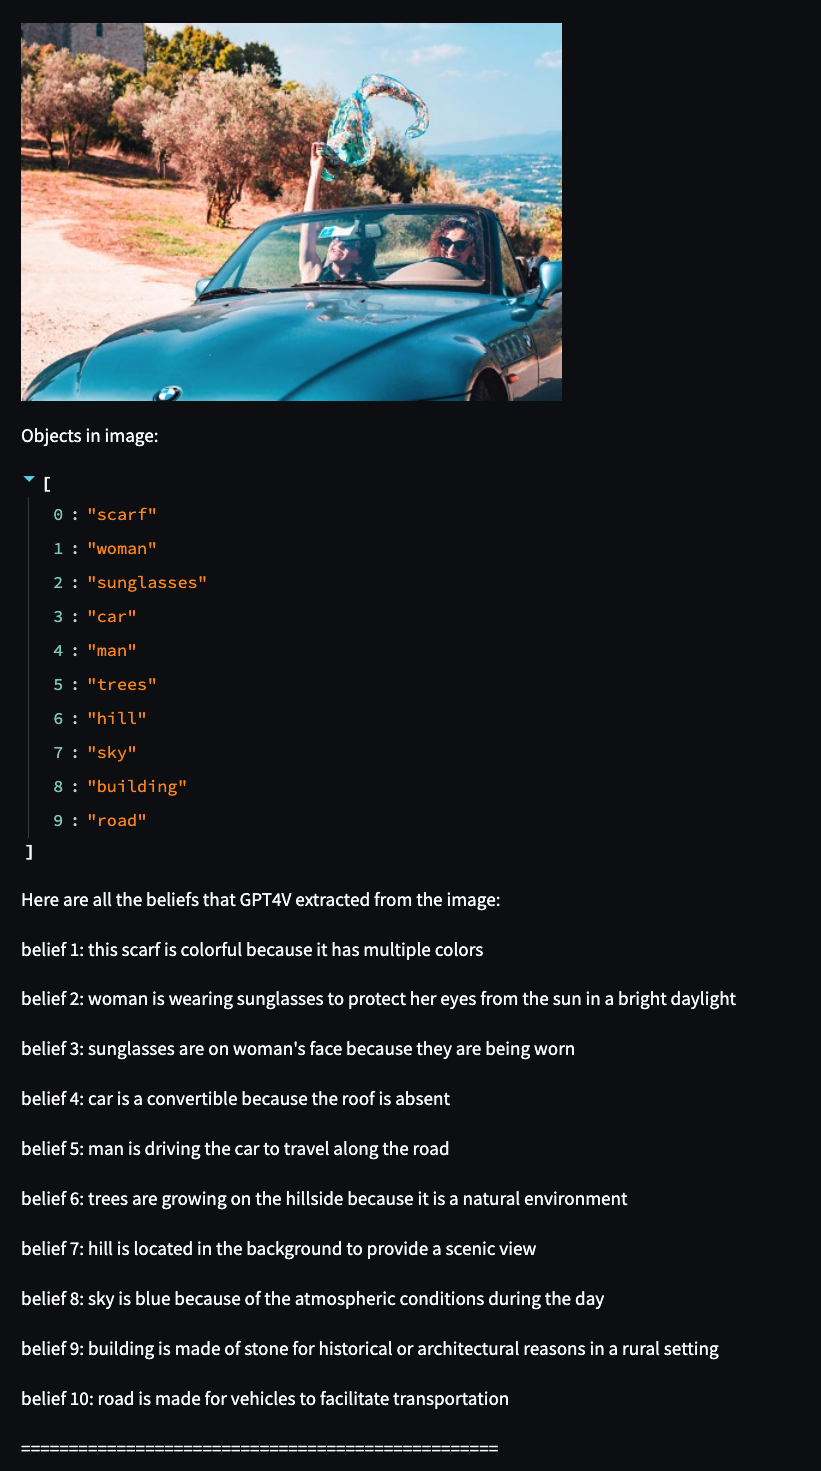 Objects in image:
[
0 : "scarf"
1 : "woman"
2 : "sunglasses"
3 : "car"
4 : "man"
5 : "trees"
6 : "hill"
7 : "sky"
8 : "building"
9 : "road"
]
Here are all the beliefs that GPT4V extracted from the image:
belief 1: this scarf is colorful because it has multiple colors
belief 2: woman is wearing sunglasses to protect her eyes from the sun in a bright daylight
belief 3: sunglasses are on woman's face because they are being worn
belief 4: car is a convertible because the roof is absent
belief 5: man is driving the car to travel along the road
belief 6: trees are growing on the hillside because it is a natural environment
belief 7: hill is located in the background to provide a scenic view
belief 8: sky is blue because of the atmospheric conditions during the day
belief 9: building is made of stone for historical or architectural reasons in a rural setting
belief 10: road is made for vehicles to facilitate transportation
==================================================